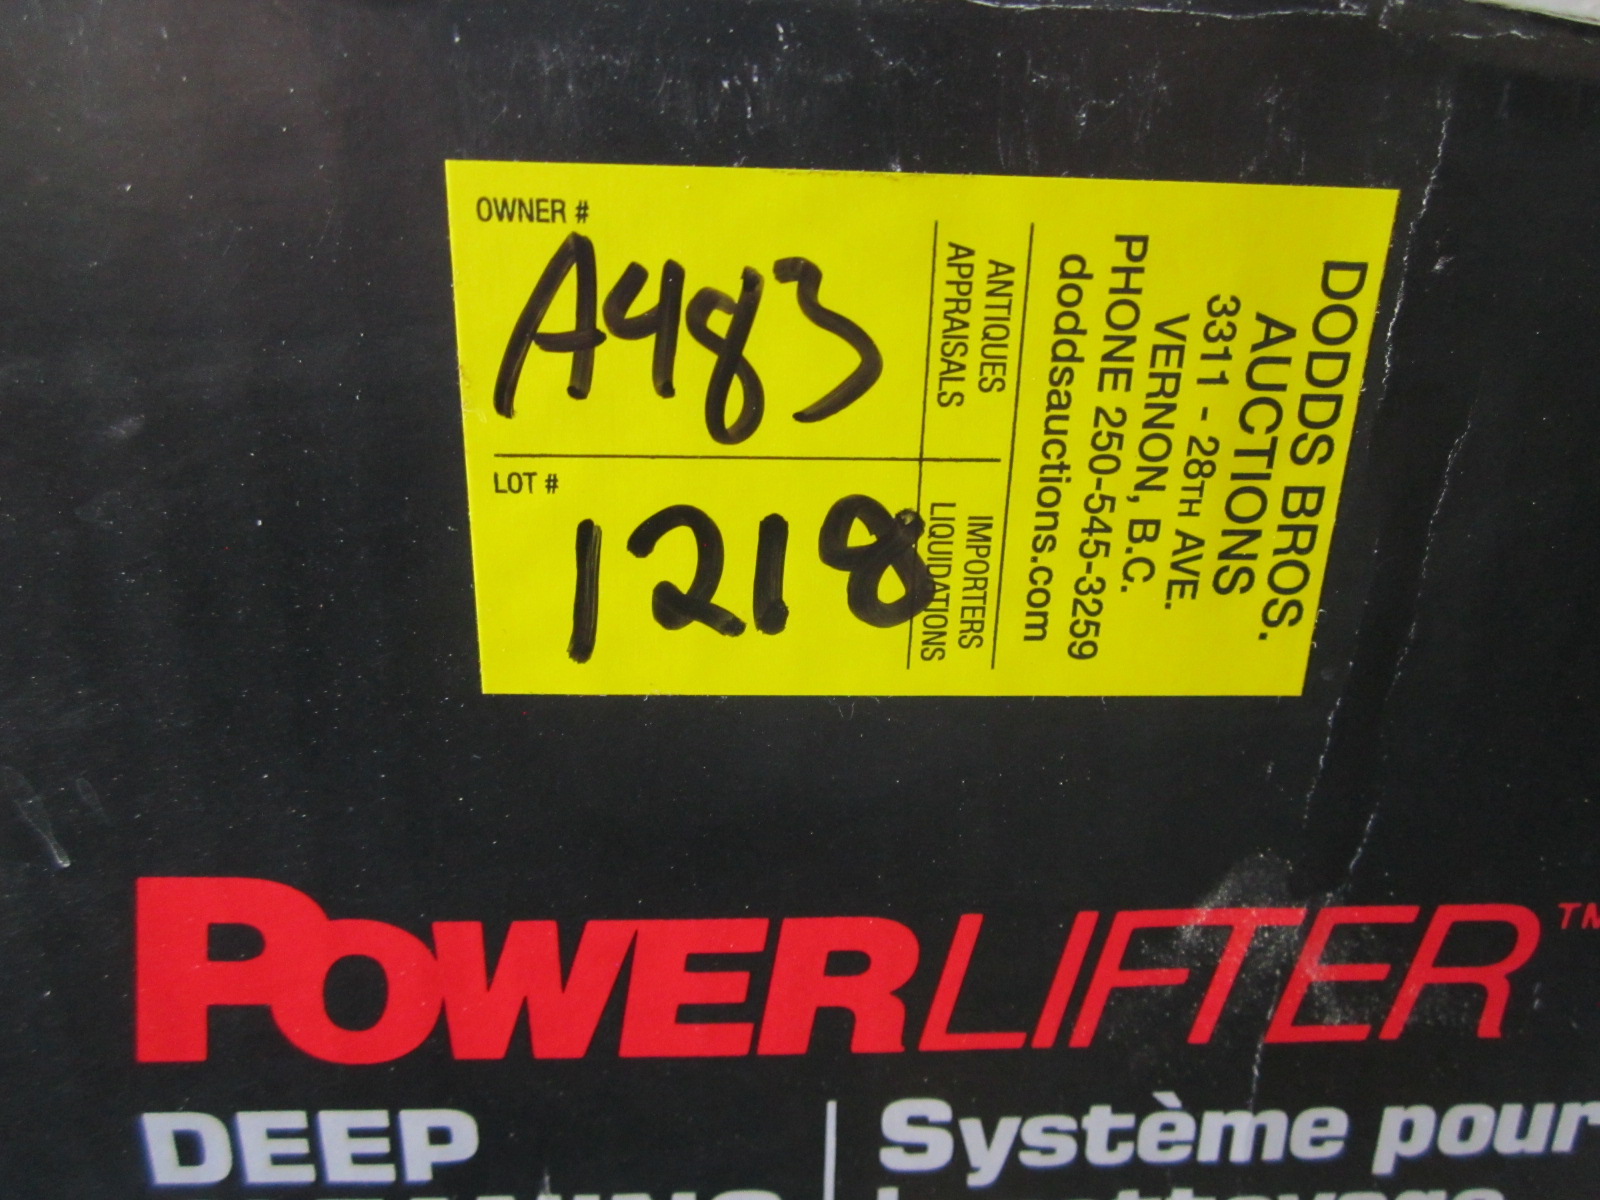 OWNER #
A483
LOT #
1218
ANTIQUES
APPRAISALS
IMPORTERS
LIQUIDATIONS
DODDS BROS.
AUCTIONS
3311 - 28TH AVE.
VERNON, B.C.
PHONE 250-545-3259
doddsauctions.com
POWERLIFTER™
DEEP
Système pour